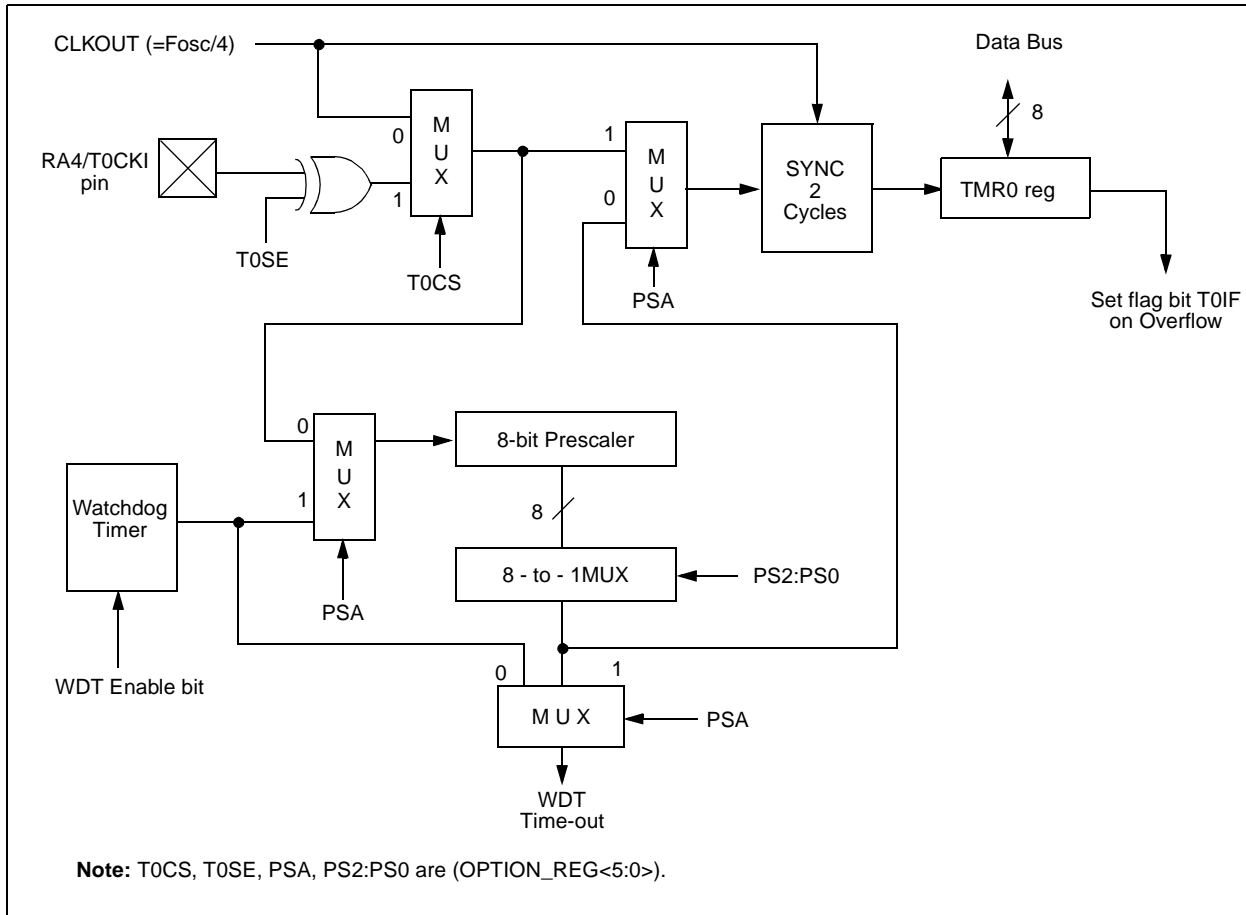 CLKOUT (=Fosc/4)
Data Bus
8
RA4/T0CKI
pin
T0SE
0
1
M
U
X
T0CS
1
0
M
U
X
PSA
SYNC
2
Cycles
TMR0 reg
Set flag bit T0IF
on Overflow
0
1
M
U
X
PSA
8-bit Prescaler
8
8 - to - 1MUX
PS2:PS0
Watchdog
Timer
WDT Enable bit
0
1
M U X
PSA
WDT
Time-out
Note: T0CS, T0SE, PSA, PS2:PS0 are (OPTION_REG<5:0>).